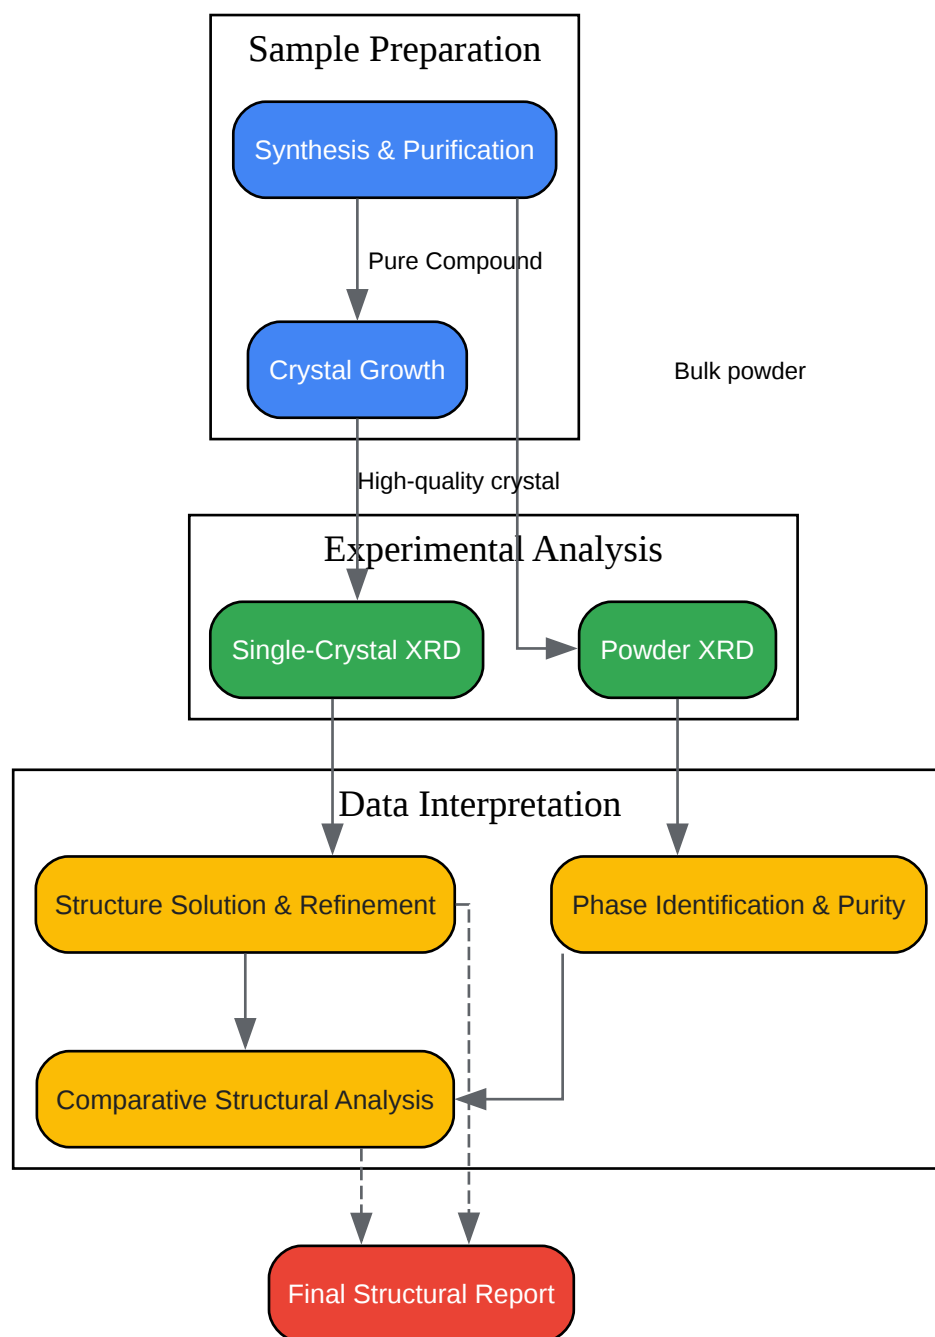 Sample Preparation
Synthesis & Purification
Pure Compound
Crystal Growth
Bulk powder
High-quality crystal
Experimental Analysis
Single-Crystal XRD
Powder XRD
Data Interpretation
Structure Solution & Refinement
Phase Identification & Purity
Comparative Structural Analysis
Final Structural Report